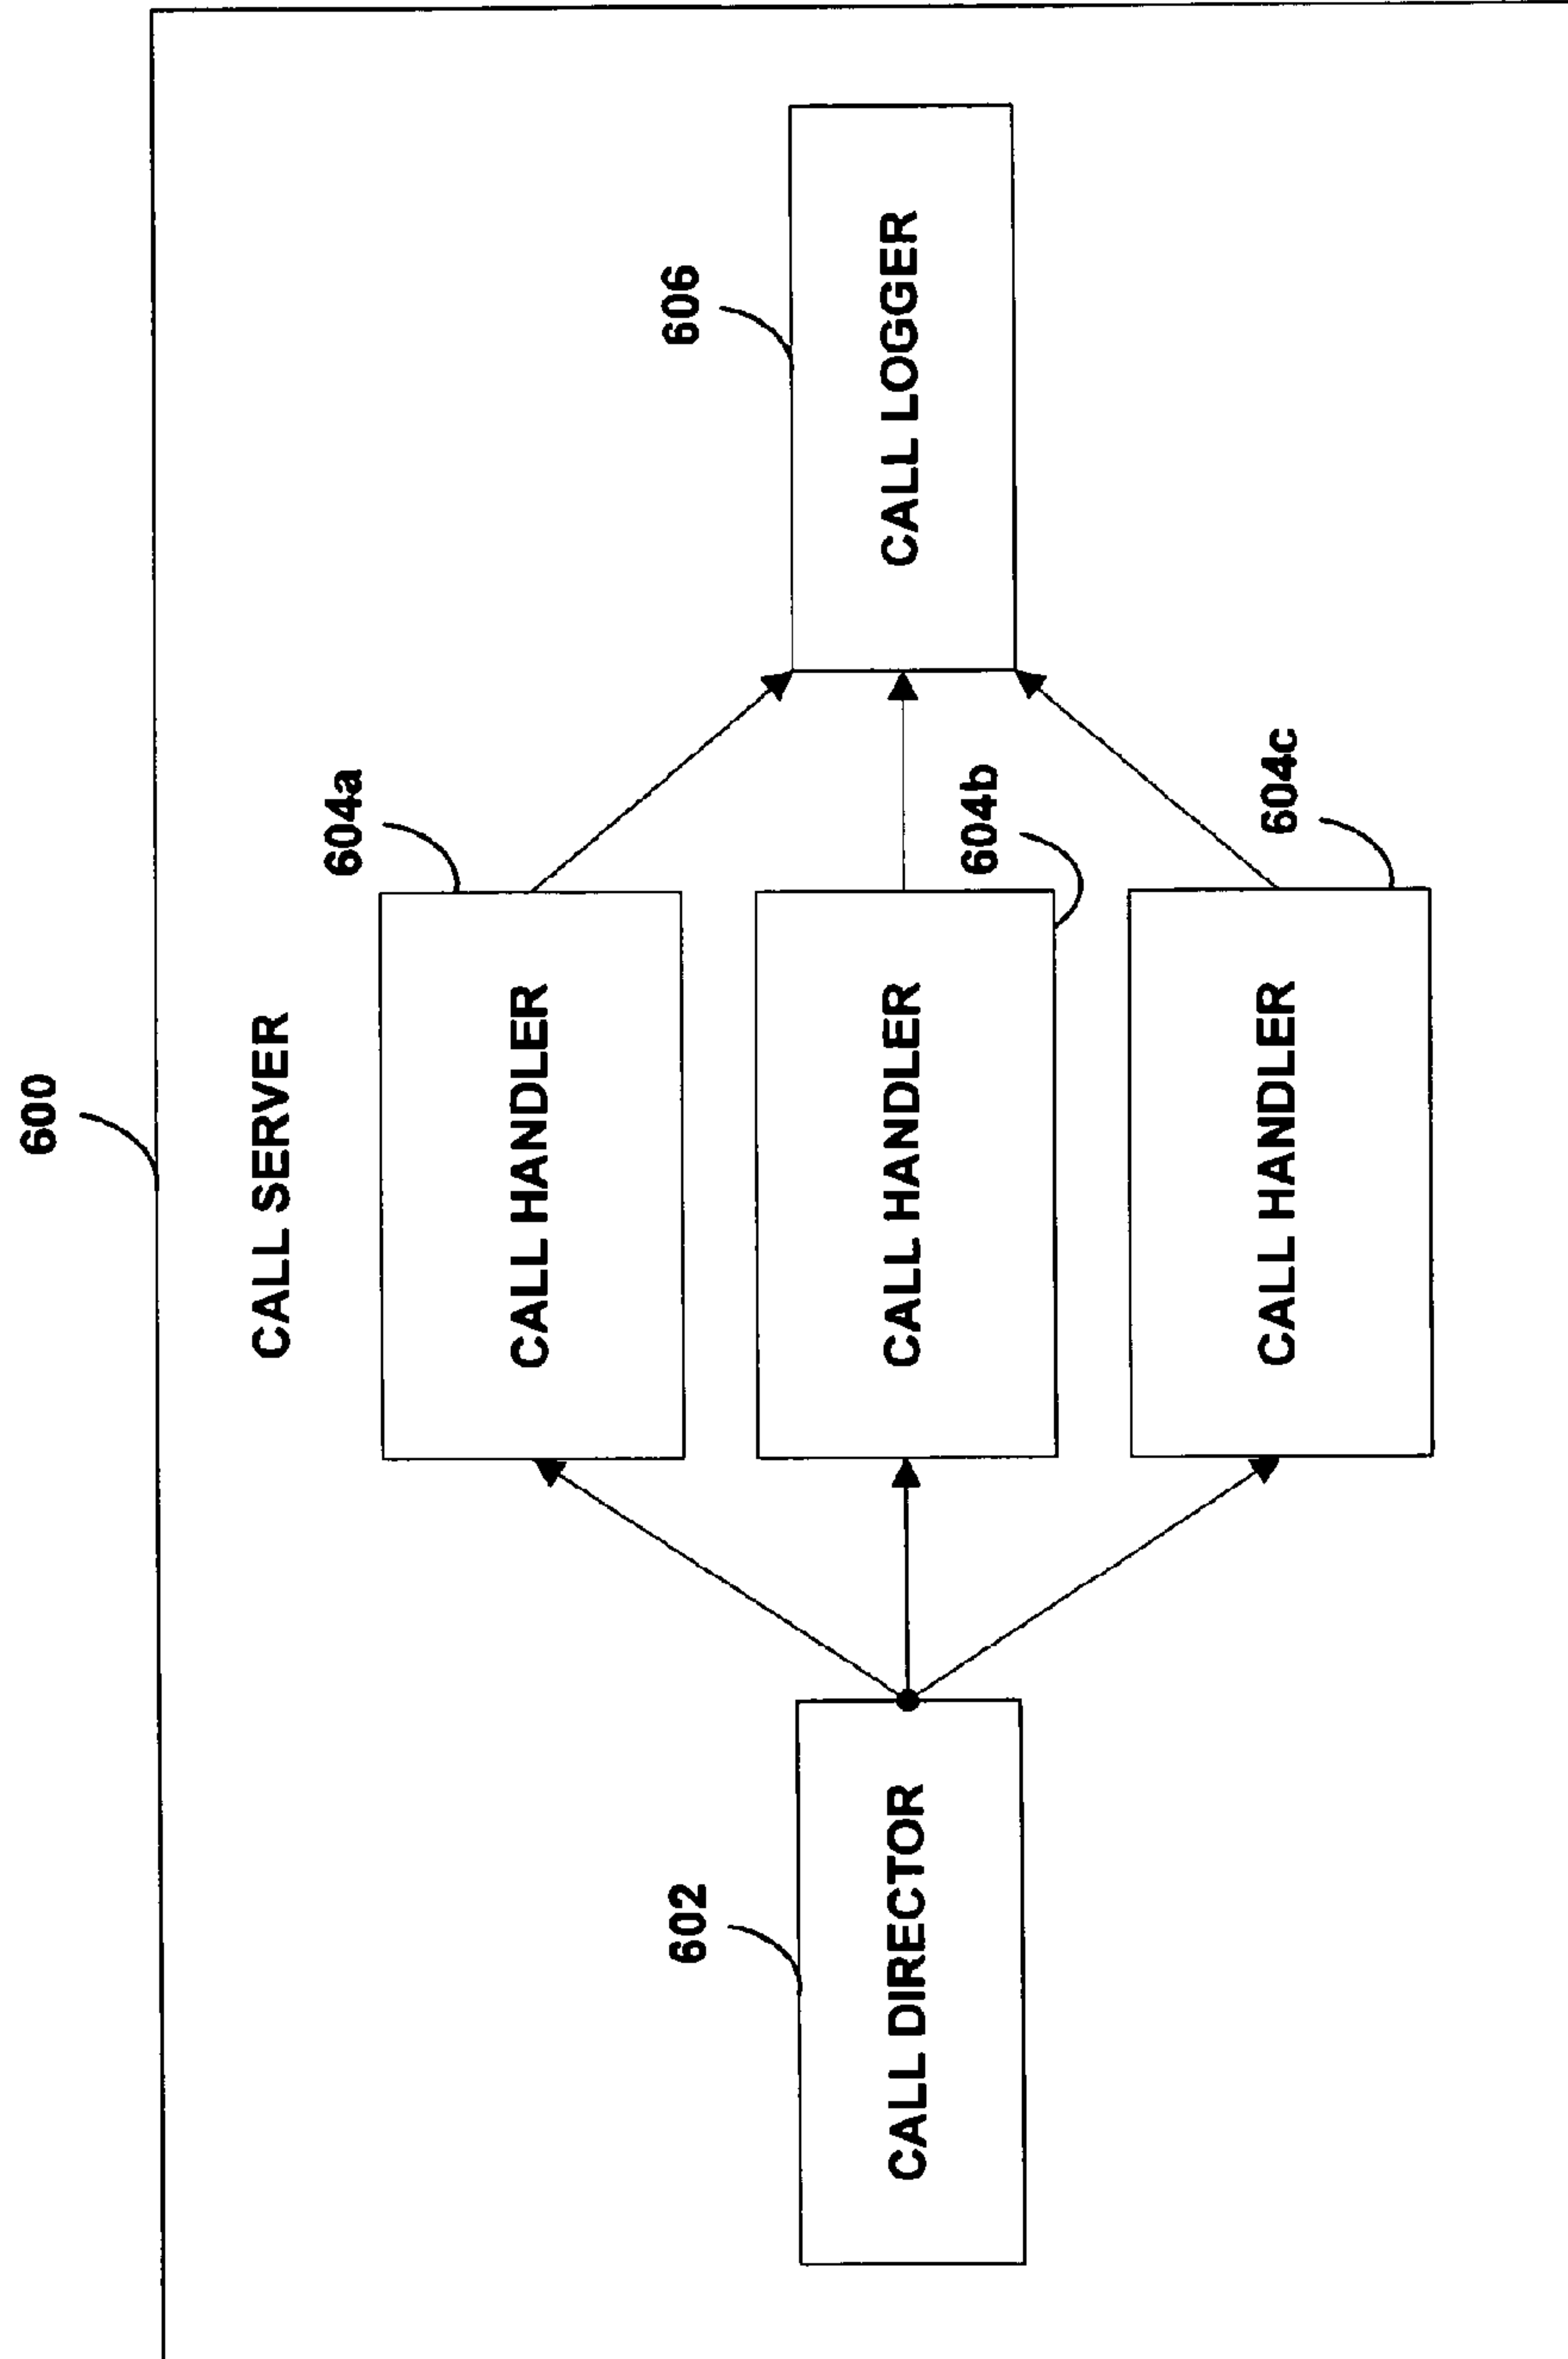 600
CALL SERVER
604a
CALL HANDLER
602
606
CALL DIRECTOR
CALL HANDLER
CALL LOGGER
604b
604c
CALL HANDLER